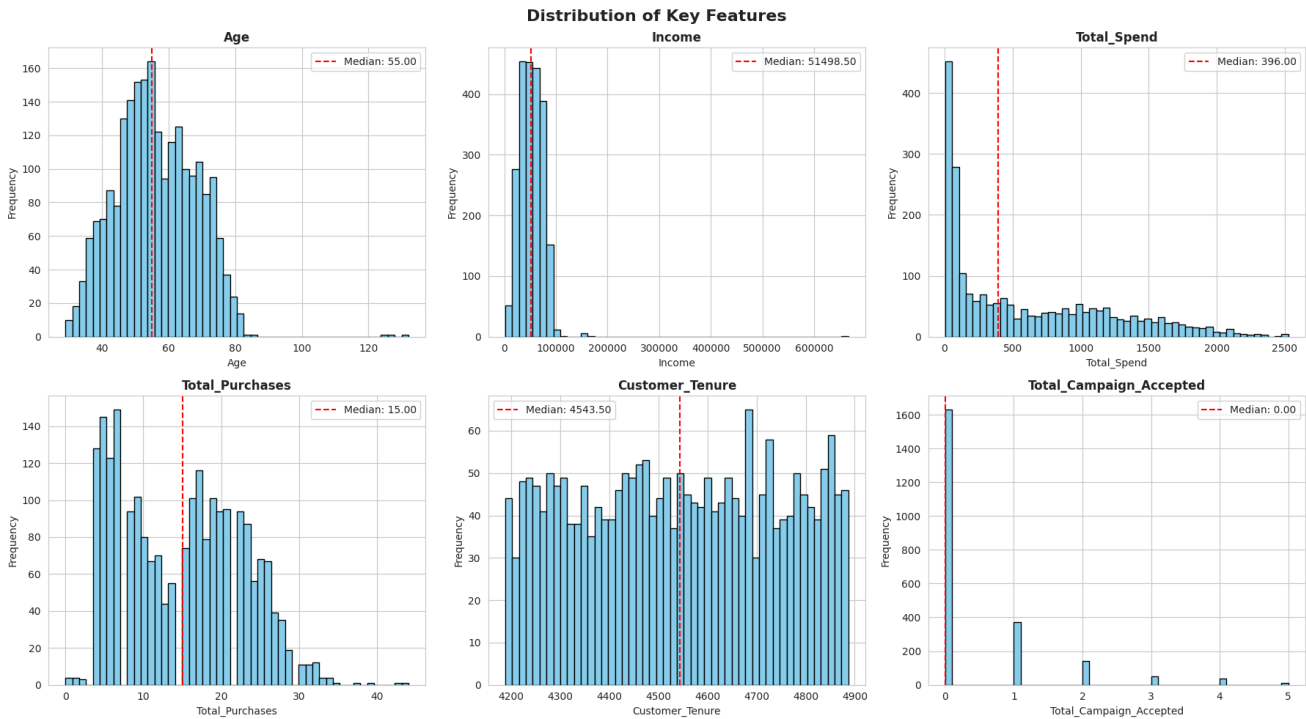 Distribution of Key Features
Age
Median: 55.00
Frequency
160
140
120
100
80
60
40
20
0
40 60 80 100 120
Age
Income
Median: 51498.50
Frequency
400
300
200
100
0
0 100000 200000 300000 400000 500000 600000
Income
Total_Spend
Median: 396.00
Frequency
400
300
200
100
0
0 500 1000 1500 2000 2500
Total_Spend
Total_Purchases
Median: 15.00
Frequency
140
120
100
80
60
40
20
0
0 10 20 30 40
Total_Purchases
Customer_Tenure
Median: 4543.50
Frequency
60
50
40
30
20
10
0
4200 4300 4400 4500 4600 4700 4800 4900
Customer_Tenure
Total_Campaign_Accepted
Median: 0.00
Frequency
1600
1400
1200
1000
800
600
400
200
0
0 1 2 3 4 5
Total_Campaign_Accepted